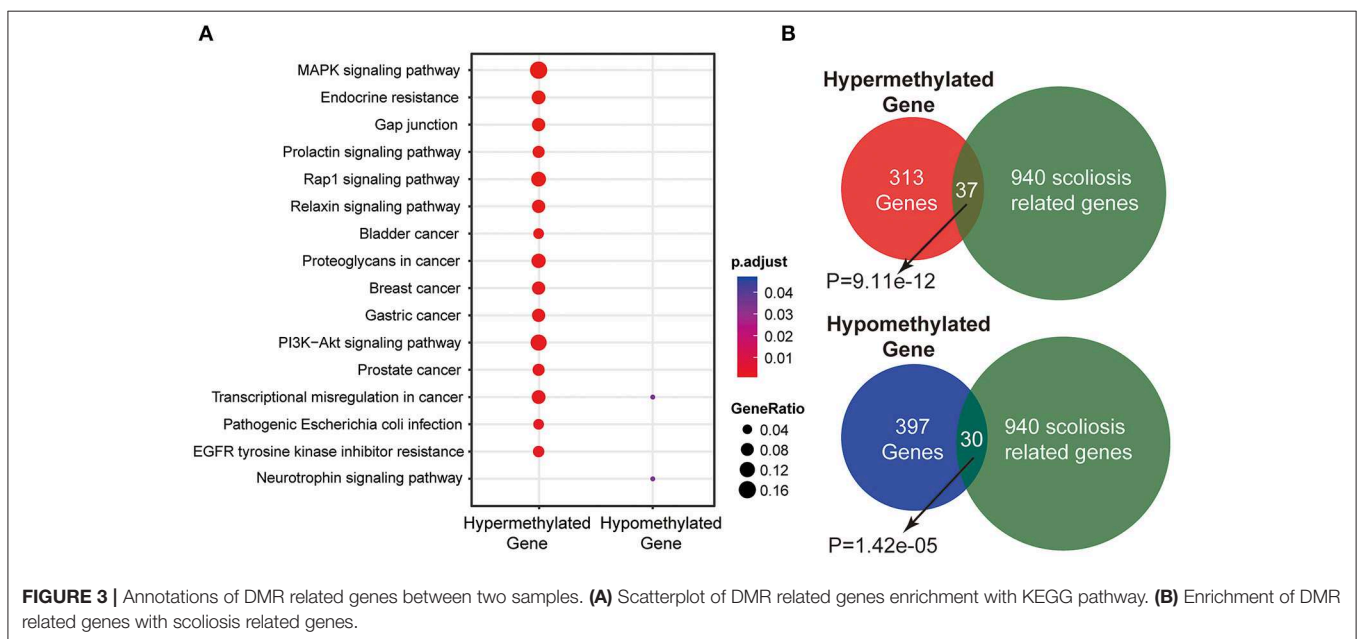 A
MAPK signaling pathway
Endocrine resistance
Gap junction
Prolactin signaling pathway
Rap1 signaling pathway
Relaxin signaling pathway
Bladder cancer
Proteoglycans in cancer
Breast cancer
Gastric cancer
PI3K−Akt signaling pathway
Prostate cancer
Transcriptional misregulation in cancer
Pathogenic Escherichia coli infection
EGFR tyrosine kinase inhibitor resistance
Neurotrophin signaling pathway
Hypermethylated
Gene
Hypomethylated
Gene
p.adjust
0.04
0.03
0.02
0.01
GeneRatio
0.04
0.08
0.12
0.16
B
Hypermethylated
Gene
313
Genes
37
940 scoliosis
related genes
P=9.11e-12
Hypomethylated
Gene
397
Genes
30
940 scoliosis
related genes
P=1.42e-05
FIGURE 3 | Annotations of DMR related genes between two samples. (A) Scatterplot of DMR related genes enrichment with KEGG pathway. (B) Enrichment of DMR
related genes with scoliosis related genes.